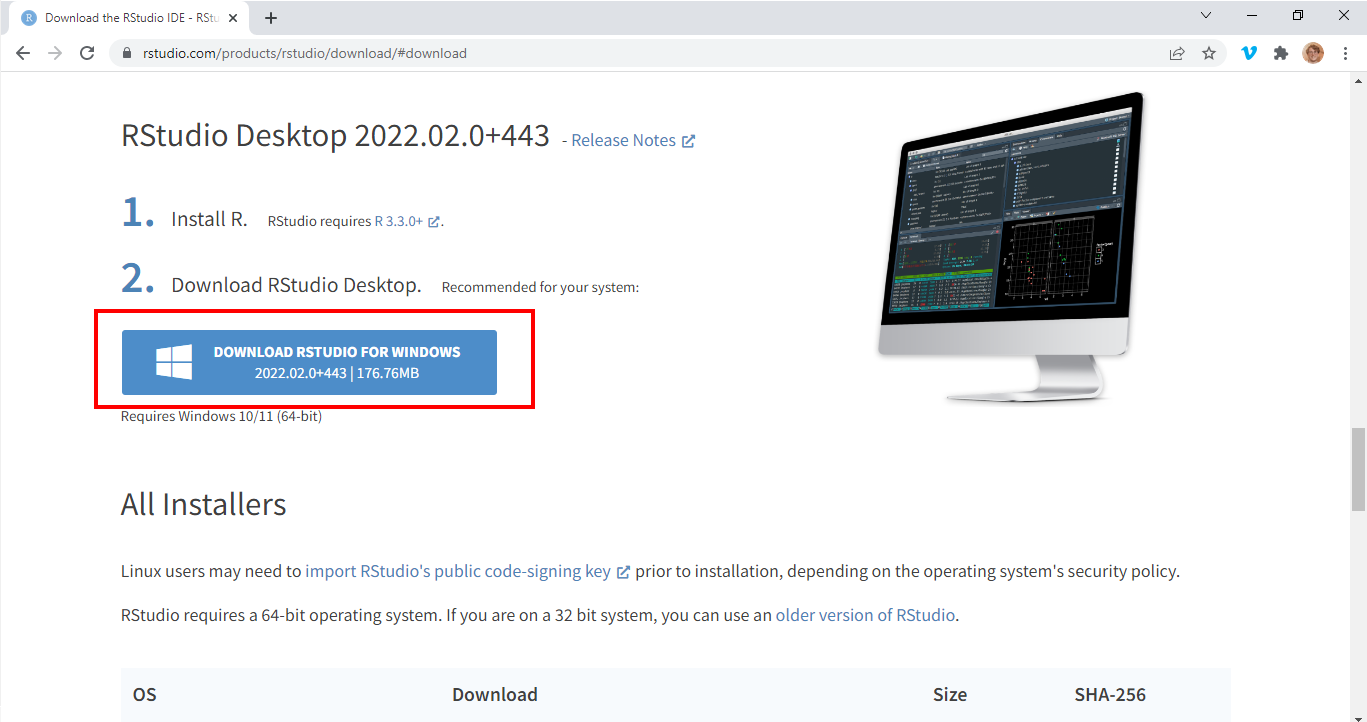 Download the RStudio IDE - RStu
rstudio.com/products/rstudio/download/#download
RStudio Desktop 2022.02.0+443 - Release Notes
1. Install R. RStudio requires R 3.3.0+.
2. Download RStudio Desktop. Recommended for your system:
DOWNLOAD RSTUDIO FOR WINDOWS
2022.02.0+443 | 176.76MB
Requires Windows 10/11 (64-bit)
All Installers
Linux users may need to import RStudio's public code-signing key prior to installation, depending on the operating system's security policy.
RStudio requires a 64-bit operating system. If you are on a 32 bit system, you can use an older version of RStudio.
OS Download Size SHA-256